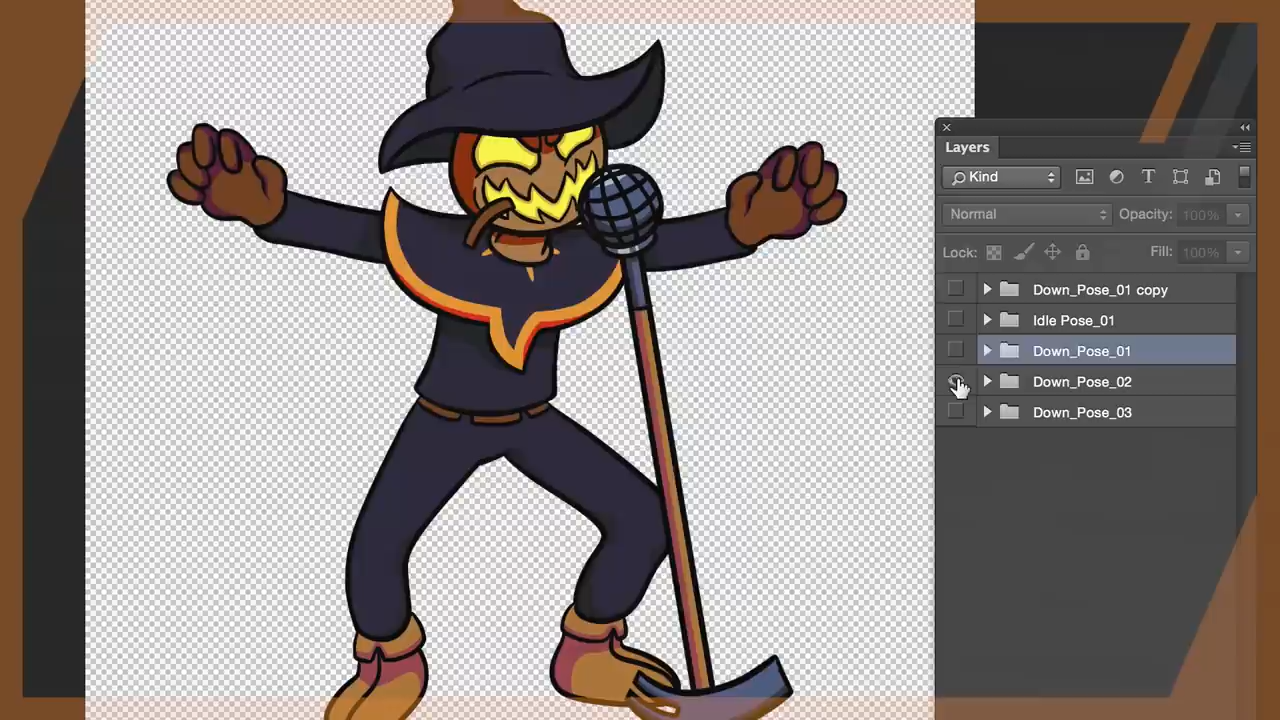 Layers
Kind
Normal Opacity: 100%
Lock: Fill: 100%
Down_Pose_01 copy
Idle Pose_01
Down_Pose_01
Down_Pose_02
Down_Pose_03